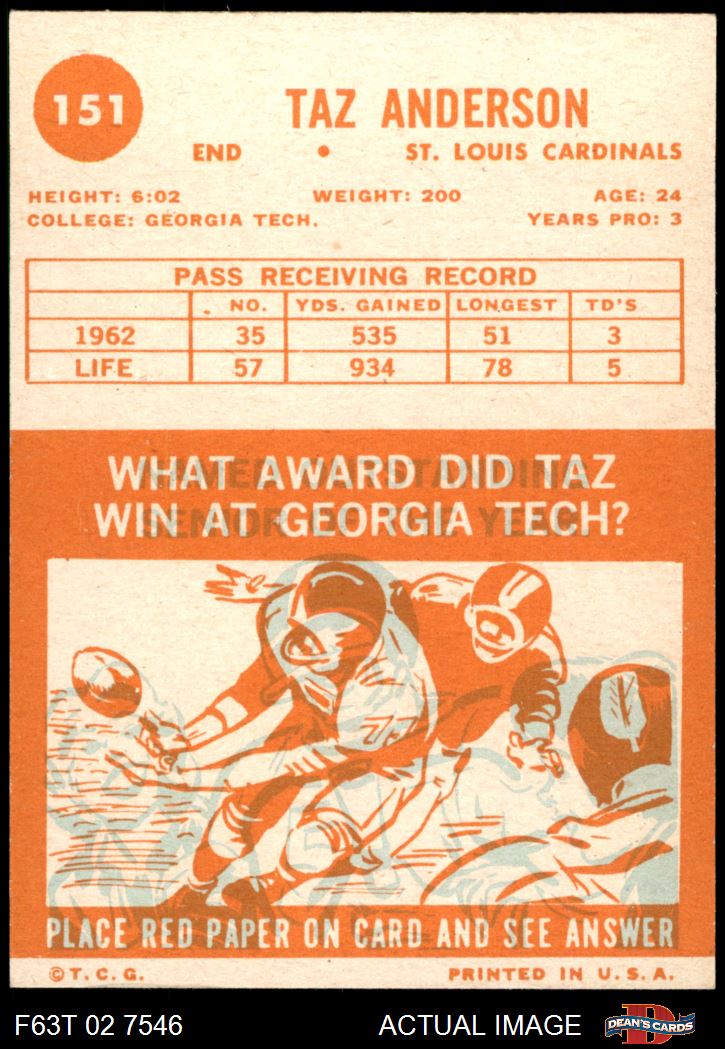 151
TAZ ANDERSON
END • ST. LOUIS CARDINALS
HEIGHT: 6:02 WEIGHT: 200 AGE: 24
COLLEGE: GEORGIA TECH. YEARS PRO: 3
PASS RECEIVING RECORD
NO. YDS. GAINED LONGEST TD'S
1962 35 535 51 3
LIFE 57 934 78 5
WHAT AWARD DID TAZ
WIN AT GEORGIA TECH?
PLACE RED PAPER ON CARD AND SEE ANSWER
©T.C.G. PRINTED IN U.S.A.
F63T 02 7546 ACTUAL IMAGE
D
DEAN'S CARDS